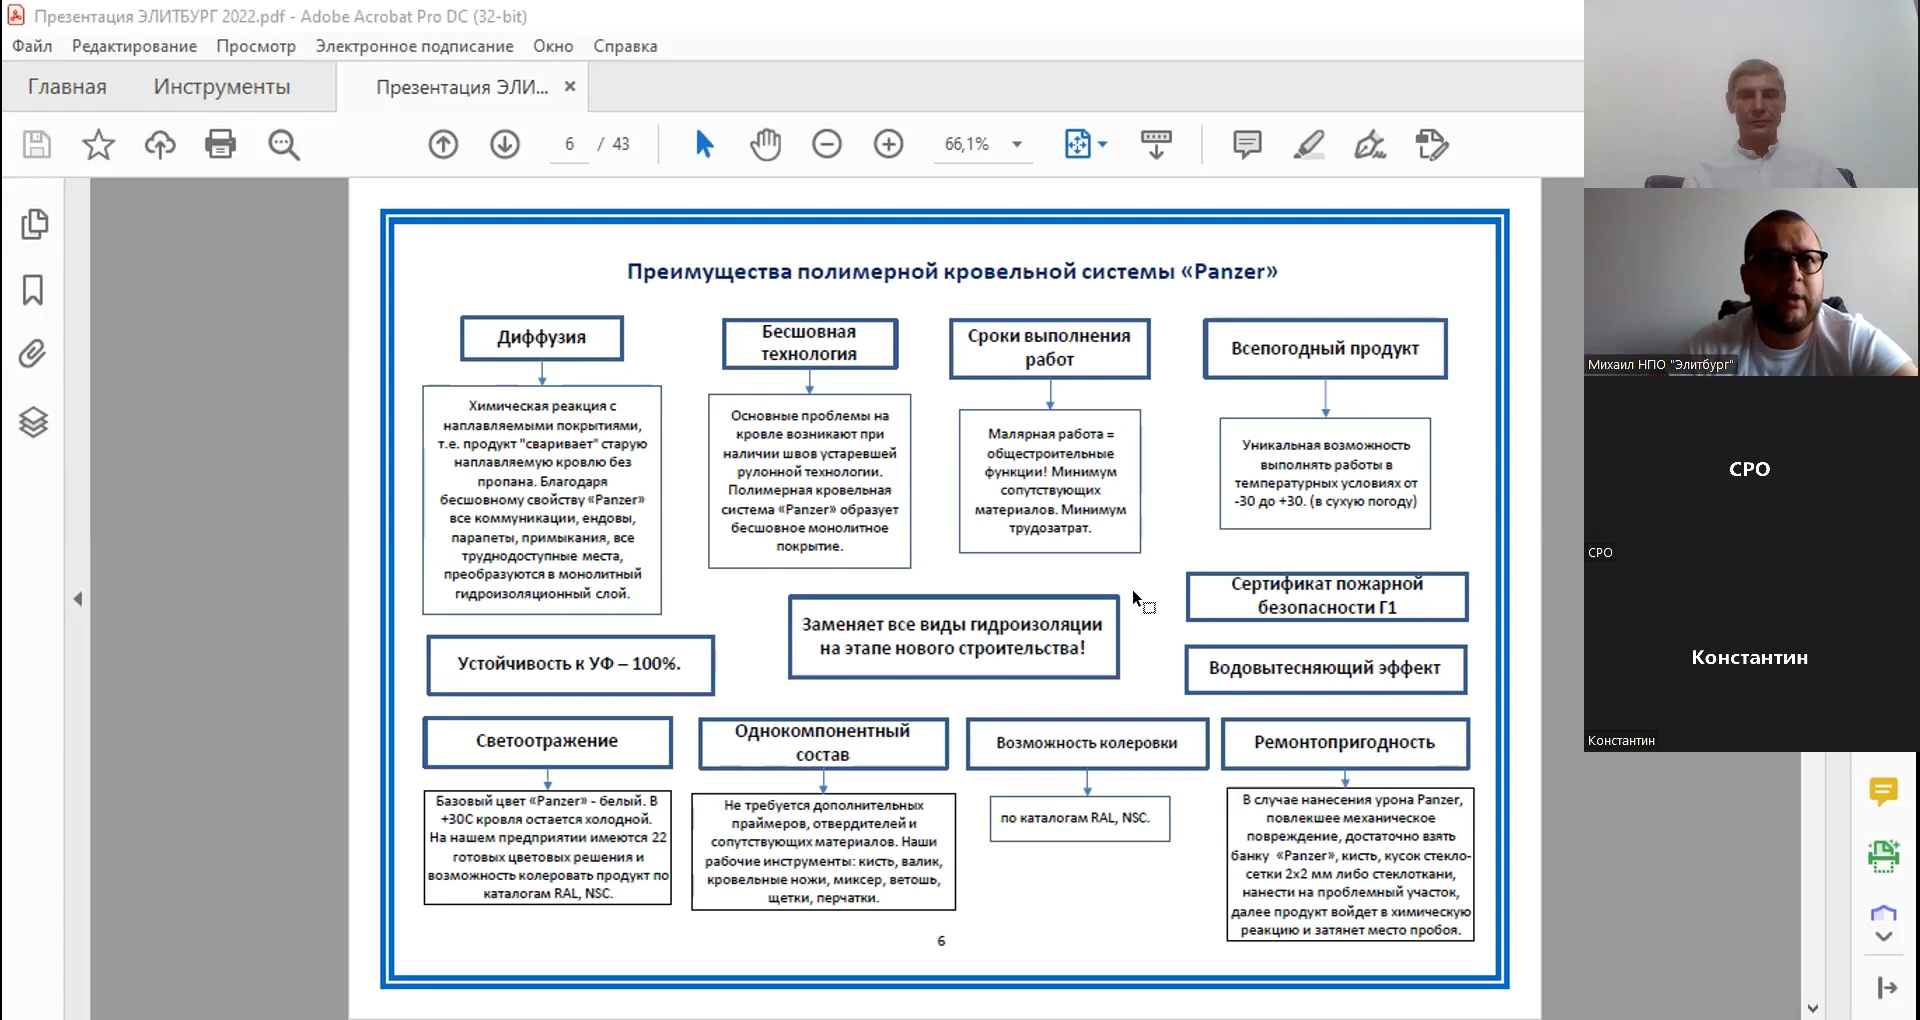 Презентация ЭЛИТБУРГ 2022.pdf - Adobe Acrobat Pro DC (32-bit)
Файл Редактирование Просмотр Электронное подписание Окно Справка
Главная Инструменты Презентация ЭЛИ... ×
6 / 43 66,1%
Преимущества полимерной кровельной системы «Panzer»
Диффузия
Химическая реакция с
наплавляемыми покрытиями,
т.е. продукт "сваривает" старую
наплавляемую кровлю без
пропана. Благодаря
бесшовному свойству «Panzer»
все коммуникации, ендовы,
парапеты, примыкания, все
труднодоступные места,
преобразуются в монолитный
гидроизоляционный слой.
Бесшовная
технология
Основные проблемы на
кровле возникают при
наличии швов устаревшей
рулонной технологии.
Полимерная кровельная
система «Panzer» образует
бесшовное монолитное
покрытие.
Сроки выполнения
работ
Малярная работа =
общестроительные
функции! Минимум
сопутствующих
материалов. Минимум
трудозатрат.
Всепогодный продукт
Уникальная возможность
выполнять работы в
температурных условиях от
-30 до +30. (в сухую погоду)
Устойчивость к УФ – 100%.
Заменяет все виды гидроизоляции
на этапе нового строительства!
Сертификат пожарной
безопасности Г1
Водовытесняющий эффект
Светоотражение
Базовый цвет «Panzer» - белый. В
+30С кровля остается холодной.
На нашем предприятии имеются 22
готовых цветовых решения и
возможность колеровать продукт по
каталогам RAL, NSC.
Однокомпонентный
состав
Не требуется дополнительных
праймеров, отвердителей и
сопутствующих материалов. Наши
рабочие инструменты: кисть, валик,
кровельные ножи, миксер, ветошь,
щетки, перчатки.
Возможность колеровки
по каталогам RAL, NSC.
Ремонтопригодность
В случае нанесения урона Panzer,
повлекшее механическое
повреждение, достаточно взять
банку «Panzer», кисть, кусок стекло-
сетки 2x2 мм либо стеклоткани,
нанести на проблемный участок,
далее продукт войдет в химическую
реакцию и затянет место пробоя.
6
Михаил НПО "Элитбург"
СРО
СРО
Константин
Константин